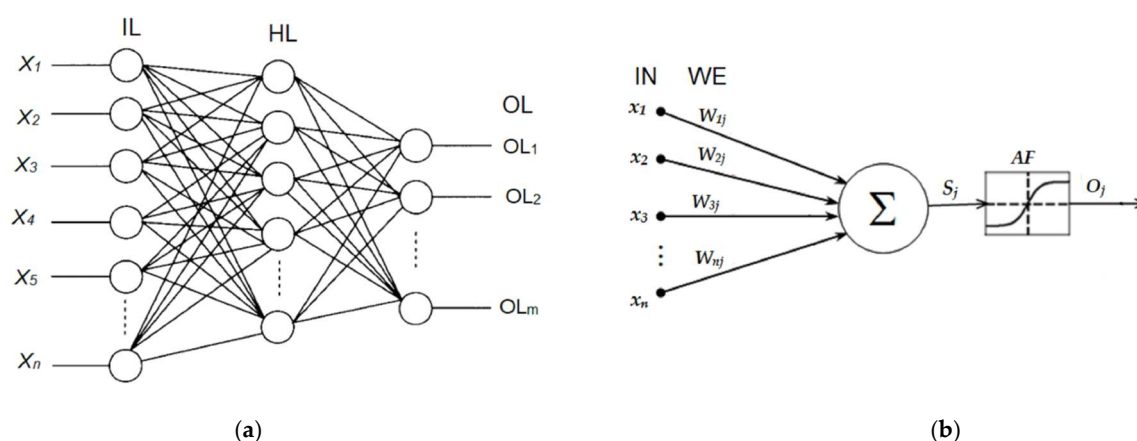 IL
HL
X1
X2
X3
X4
X5
Xn
OL
OL1
OL2
OLm
(a)
IN WE
x1
x2
x3
xn
W1j
W2j
W3j
Wnj
Σ
Sj
AF
Oj
(b)